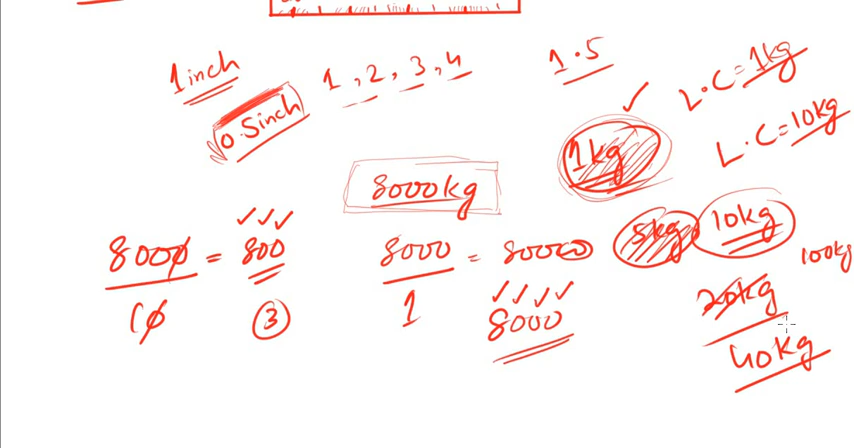 1 inch
1, 2, 3, 4
1.5
L.C = 1kg
0.5 inch
1kg
L.C = 10kg
8000kg
8000/10 = 800
8000/1 = 8000
5kg
10kg
100kg
3
8000
20kg
40kg